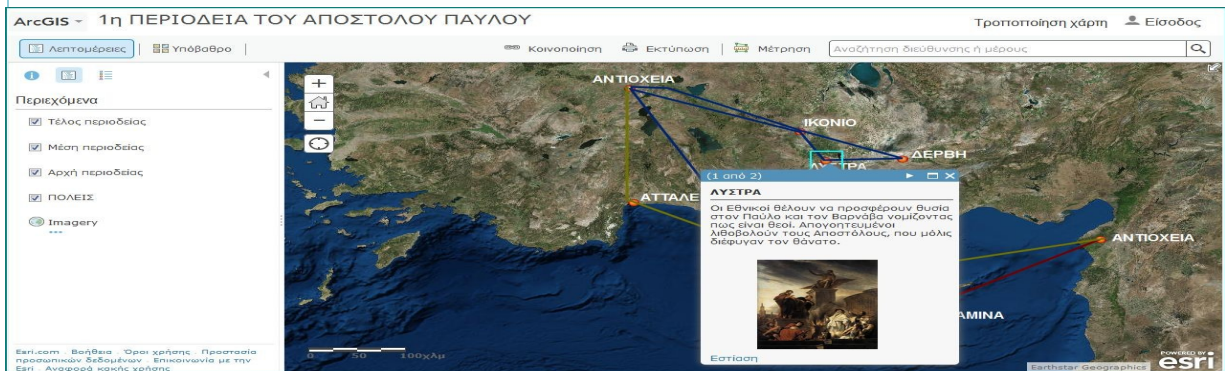 ArcGIS 1η ΠΕΡΙΟΔΕΙΑ ΤΟΥ ΑΠΟΣΤΟΛΟΥ ΠΑΥΛΟΥ Τροποποίηση χάρτη Είσοδος
Λεπτομέρειες Υπόβαθρο Κοινοποίηση Εκτύπωση Μέτρηση Αναζήτηση διεύθυνσης ή μέρους
Περιεχόμενα
Τέλος περιοδείας
Μέση περιοδείας
Αρχή περιοδείας
ΠΟΛΕΙΣ
Imagery
Esri.com . Βοήθεια . Όροι χρήσης . Προστασία
προσωπικών δεδομένων . Επικοινωνία με την
Esri . Αναφορά κακής χρήσης
ΑΝΤΙΟΧΕΙΑ
ΙΚΟΝΙΟ
ΔΕΡΒΗ
ΑΤΤΑΛΕ
(1 από 2)
ΛΥΣΤΡΑ
Οι Εθνικοί θέλουν να προσφέρουν θυσία
στον Παύλο και τον Βαρνάβα νομίζοντας
πως είναι θεοί. Απογοητευμένοι
λιθοβολούν τους Αποστόλους, που μόλις
διέφυγαν τον θάνατο.
Εστίαση
ΑΝΤΙΟΧΕΙΑ
ΑΜΙΝΑ
0 50 100χλμ
Earthstar Geographics
POWERED BY
esri